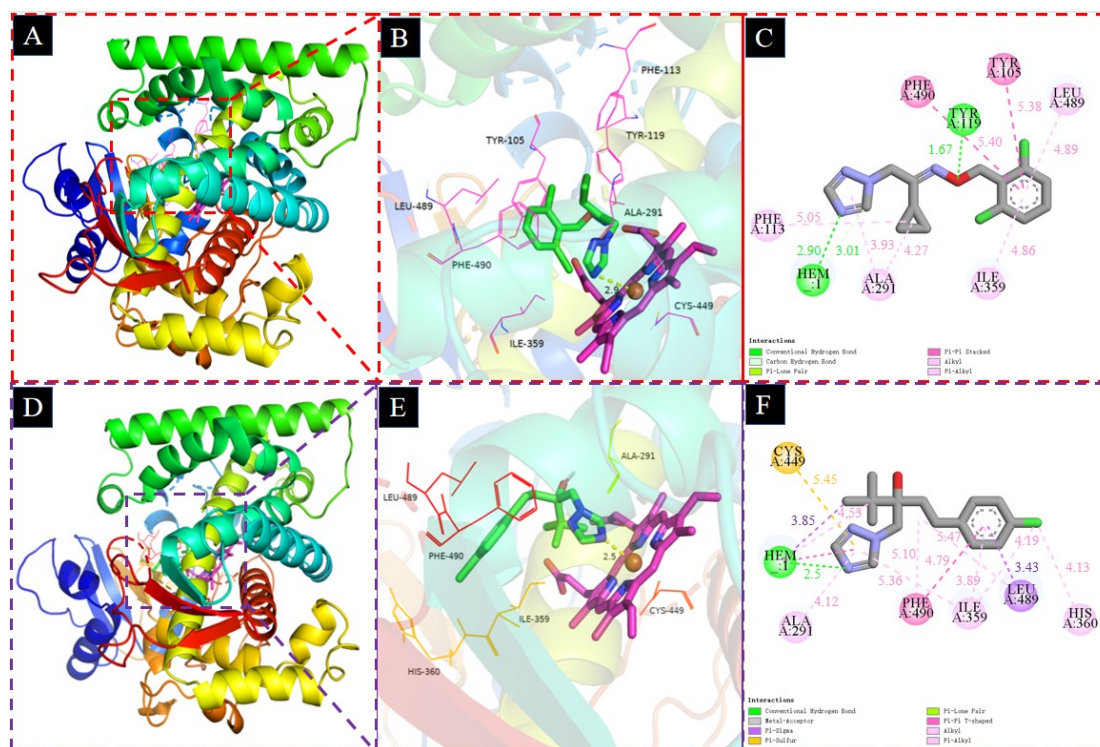 A
B
PHE-113
TYR-105
TYR-119
LEU-489
ALA-291
PHE-490
2.9
CYS-449
ILE-359
C
TYR
A:105
PHE
A:490
TYR
A:119
LEU
A:489
5.38
5.40
1.67
4.89
PHE
A:113
5.05
2.90
3.01
3.93
4.27
4.86
HEM
:1
ALA
A:291
ILE
A:359
Interactions
Conventional Hydrogen Bond
Carbon Hydrogen Bond
Pi-Lone Pair
Pi-Pi Stacked
Alkyl
Pi-Alkyl
D
E
ALA-291
LEU-489
PHE-490
2.5
ILE-359
CYS-449
HIS-360
F
CYS
A:449
5.45
3.85
4.53
HEM
:1
2.5
5.47
4.19
5.10
4.79
3.43
4.13
5.36
3.89
4.12
ALA
A:291
PHE
A:490
ILE
A:359
LEU
A:489
HIS
A:360
Interactions
Conventional Hydrogen Bond
Metal-Acceptor
Pi-Sigma
Pi-Sulfur
Pi-Lone Pair
Pi-Pi T-shaped
Alkyl
Pi-Alkyl